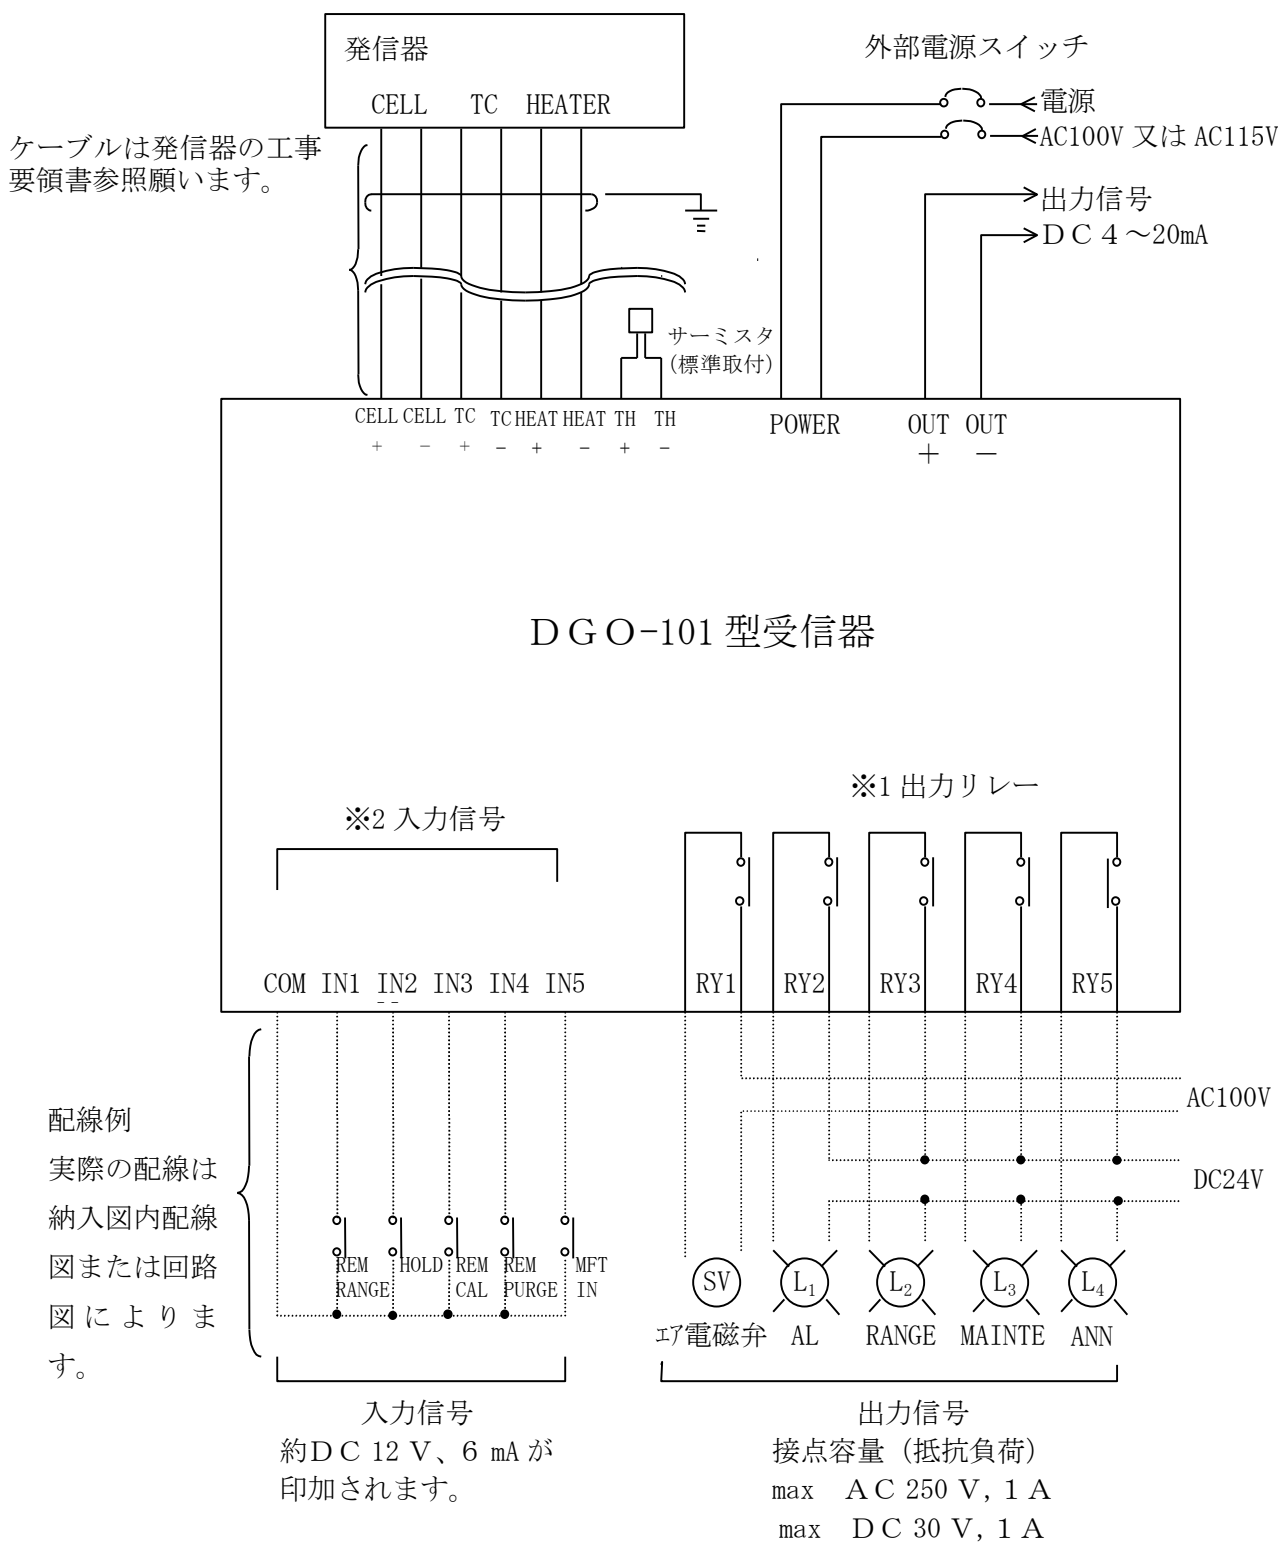 発信器
CELL TC HEATER
ケーブルは発信器の工事
要領書参照願います。
外部電源スイッチ
電源
AC100V 又は AC115V
出力信号
DC4～20mA
サーミスタ
(標準取付)
CELL CELL TC TC HEAT HEAT TH TH
+ − + − + − + −
POWER OUT OUT
＋ －
DGO-101 型受信器
※2 入力信号
※1 出力リレー
COM IN1 IN2 IN3 IN4 IN5
RY1 RY2 RY3 RY4 RY5
AC100V
DC24V
配線例
実際の配線は
納入図内配線
図または回路
図によりま
す。
REM HOLD REM REM MFT
RANGE CAL PURGE IN
SV L1 L2 L3 L4
ｴｱ電磁弁 AL RANGE MAINTE ANN
入力信号
約DC 12 V、6 mA が
印加されます。
出力信号
接点容量（抵抗負荷）
max AC 250 V, 1 A
max DC 30 V, 1 A